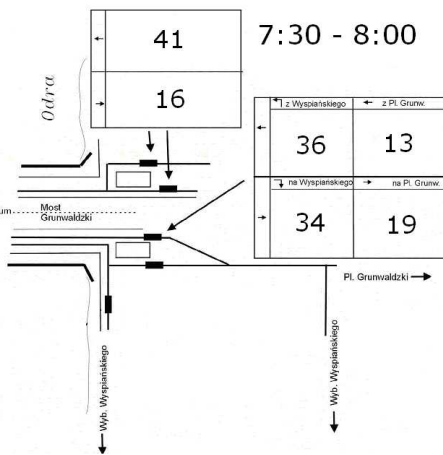 41
16
7:30 - 8:00
Odra
z Wyspiańskiego
z Pl. Grunw.
36
13
na Wyspiańskiego
na Pl. Grunw.
34
19
um
Most
Grunwaldzki
Pl. Grunwaldzki
Wyb. Wyspiańskiego
Wyb. Wyspiańskiego